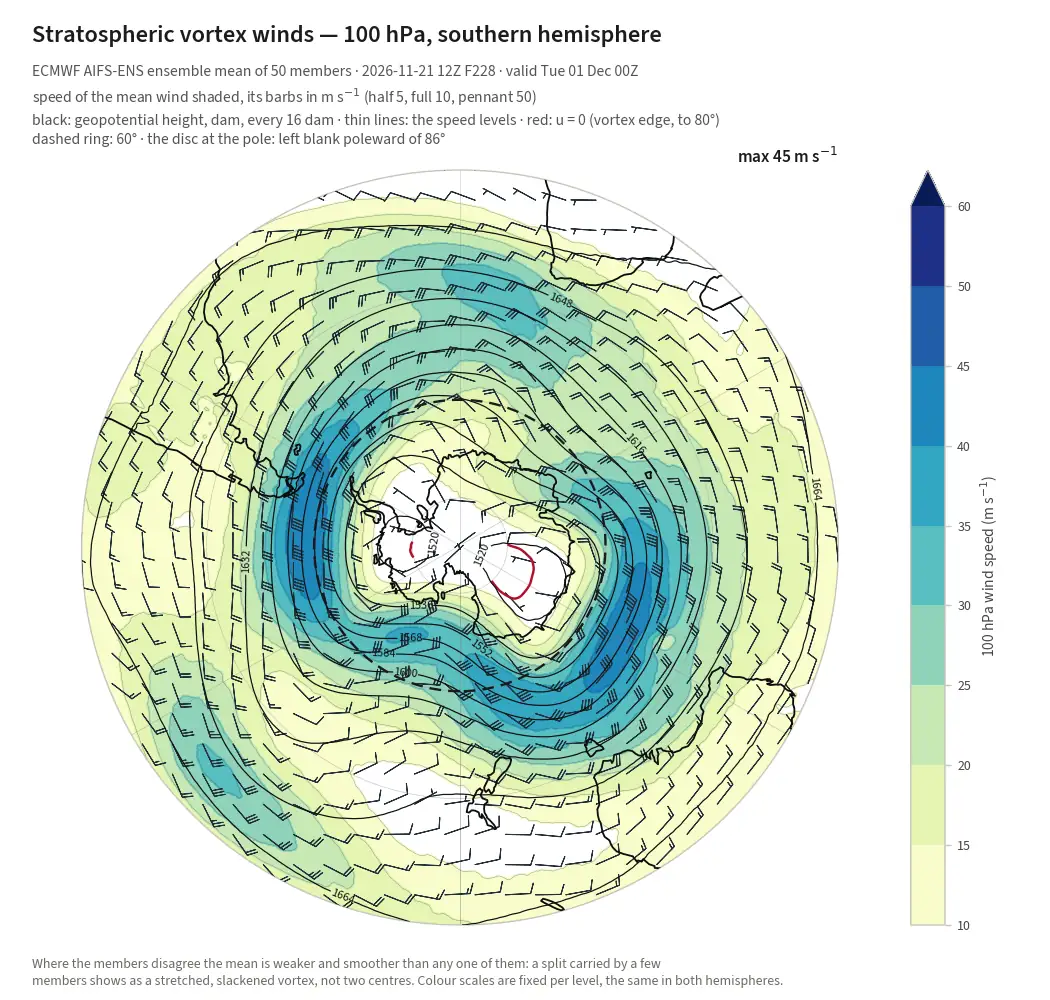 Stratospheric vortex winds — 100 hPa, southern hemisphere
ECMWF AIFS-ENS ensemble mean of 50 members · 2026-11-21 12Z F228 · valid Tue 01 Dec 00Z
speed of the mean wind shaded, its barbs in m s⁻¹ (half 5, full 10, pennant 50)
black: geopotential height, dam, every 16 dam · thin lines: the speed levels · red: u = 0 (vortex edge, to 80°)
dashed ring: 60° · the disc at the pole: left blank poleward of 86°
max 45 m s⁻¹
60
50
45
40
35
30
25
20
15
10
100 hPa wind speed (m s⁻¹)
1648
1616
1664
1632
1520
1520
1536
1568
1584
1552
1600
1664
Where the members disagree the mean is weaker and smoother than any one of them: a split carried by a few
members shows as a stretched, slackened vortex, not two centres. Colour scales are fixed per level, the same in both hemispheres.